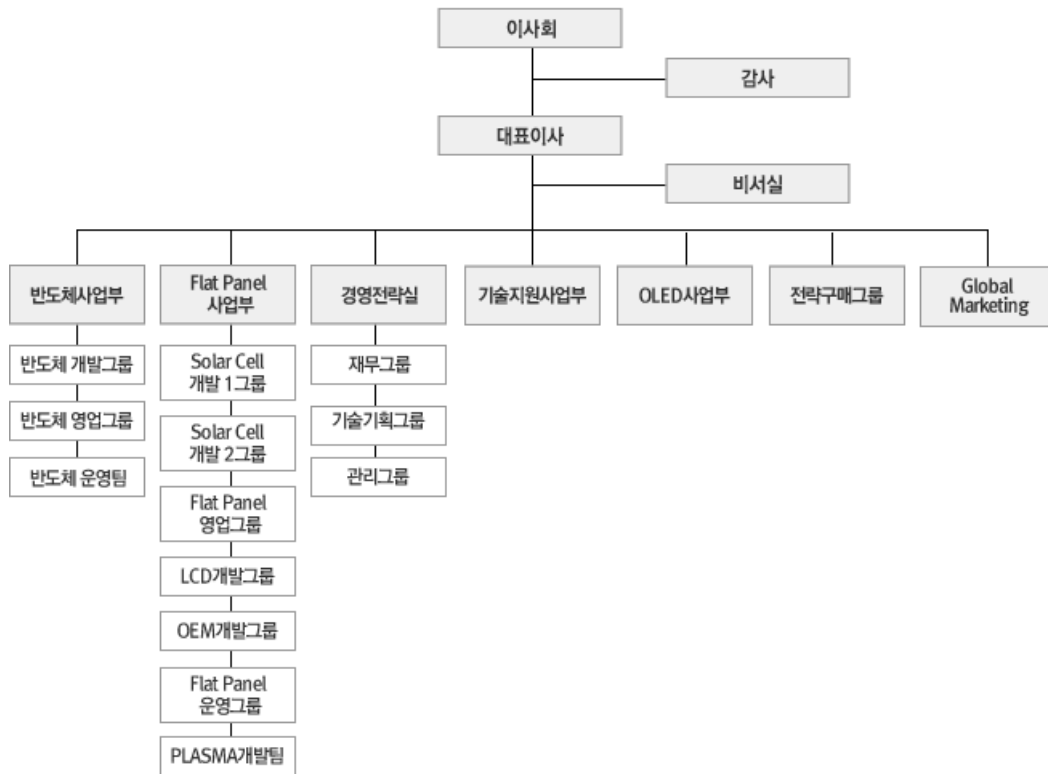 이사회
감사
대표이사
비서실
반도체사업부
Flat Panel
사업부
경영전략실
기술지원사업부
OLED사업부
전략구매그룹
Global
Marketing
반도체 개발그룹
반도체 영업그룹
반도체 운영팀
Solar Cell
개발 1그룹
Solar Cell
개발 2그룹
Flat Panel
영업그룹
LCD개발그룹
OEM개발그룹
Flat Panel
운영그룹
PLASMA개발팀
재무그룹
기술기획그룹
관리그룹